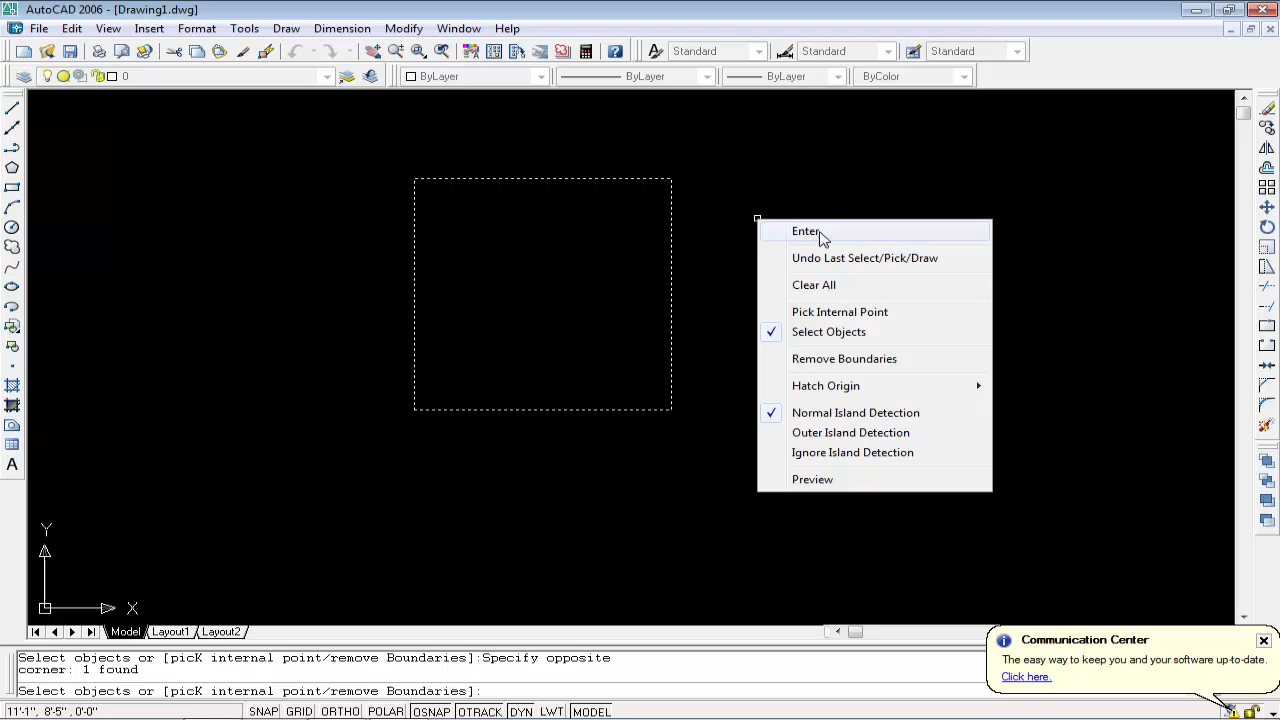 AutoCAD 2006 - [Drawing1.dwg]
File Edit View Insert Format Tools Draw Dimension Modify Window Help
Standard Standard Standard
0 ByLayer ByLayer ByLayer ByColor
Enter
Undo Last Select/Pick/Draw
Clear All
Pick Internal Point
Select Objects
Remove Boundaries
Hatch Origin
Normal Island Detection
Outer Island Detection
Ignore Island Detection
Preview
Y
X
Model Layout1 Layout2
Communication Center
The easy way to keep you and your software up-to-date.
Click here.
Select objects or [picK internal point/remove Boundaries]:Specify opposite
corner: 1 found
Select objects or [picK internal point/remove Boundaries]:
11'-1", 8'-5", 0'-0" SNAP GRID ORTHO POLAR OSNAP OTRACK DYN LWT MODEL